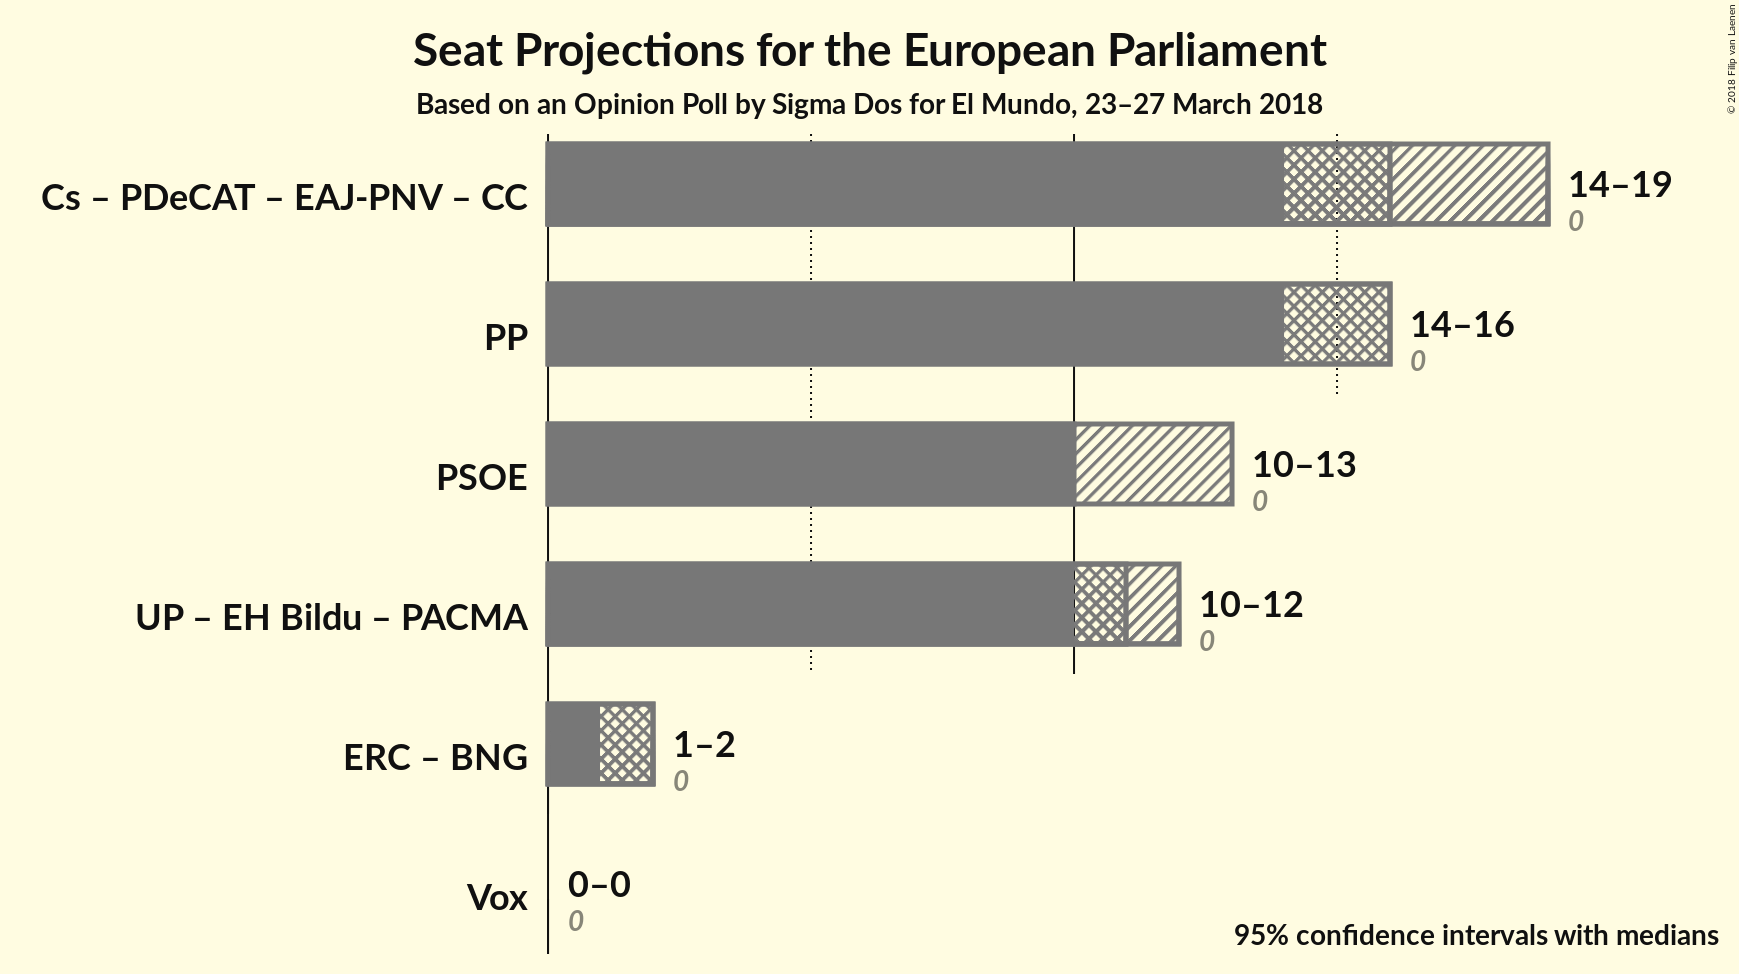 Seat Projections for the European Parliament
Based on an Opinion Poll by Sigma Dos for El Mundo, 23–27 March 2018
© 2018 Filip van Laenen
Cs – PDeCAT – EAJ-PNV – CC
14–19
0
PP
14–16
0
PSOE
10–13
0
UP – EH Bildu – PACMA
10–12
0
ERC – BNG
1–2
0
Vox
0–0
0
95% confidence intervals with medians